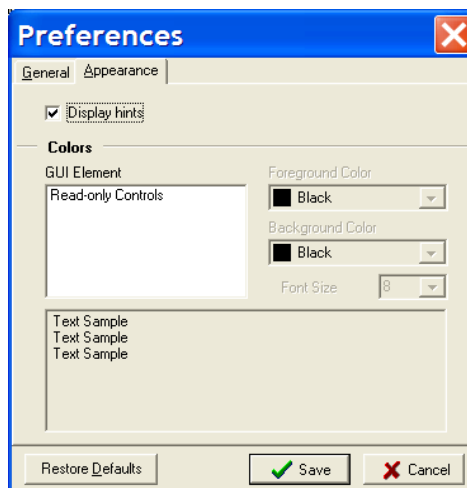 Preferences
General Appearance
Display hints
Colors
GUI Element
Read-only Controls
Foreground Color
Black
Background Color
Black
Font Size 8
Text Sample
Text Sample
Text Sample
Restore Defaults Save Cancel